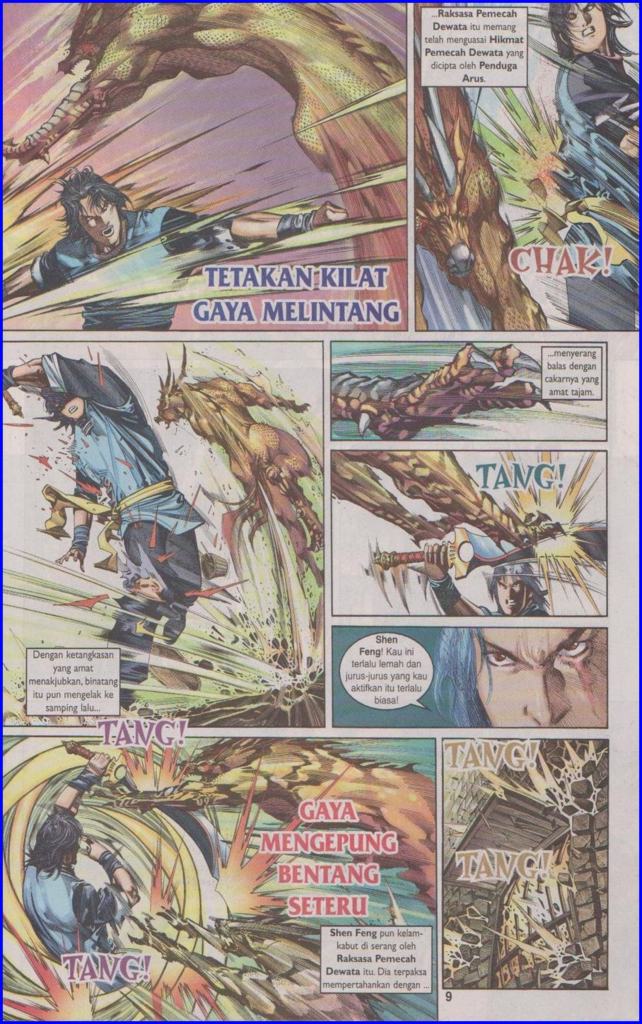 TETAKAN KILAT
GAYA MELINTANG
...Raksasa Pemecah
Dewata itu memang
telah menguasai Hikmat
Pemecah Dewata yang
dicipta oleh Penduga
Arus.
CHAK!
Dengan ketangkasan
yang amat
menakjubkan, binatang
itu pun mengelak ke
samping lalu...
...menyerang
balas dengan
cakarnya yang
amat tajam.
TANG!
Shen
Feng! Kau ini
terlalu lemah dan
jurus-jurus yang kau
aktifkan itu terlalu
biasa!
TANG!
GAYA
MENGEPUNG
BENTANG
SETERU
TANG!
Shen Feng pun kelam-
kabut di serang oleh
Raksasa Pemecah
Dewata itu. Dia terpaksa
mempertahankan dengan ...
TANG!
TANG!
9